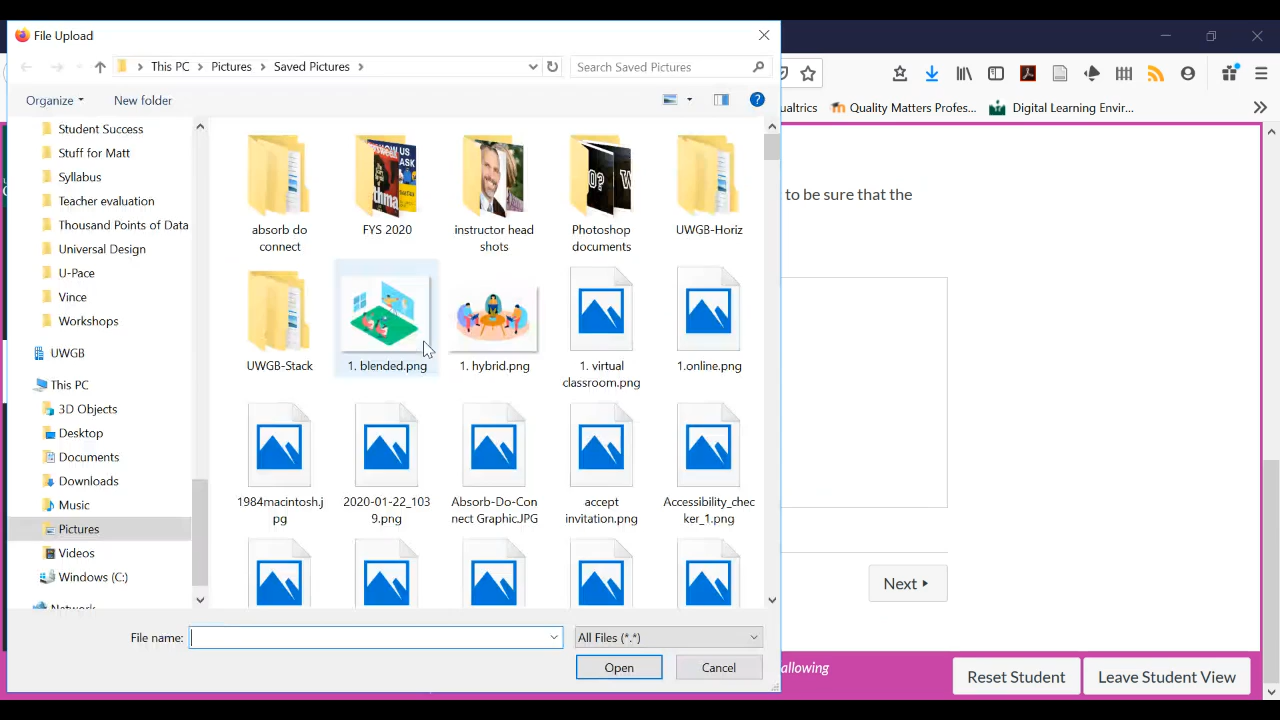 File Upload
This PC
Pictures
Saved Pictures
Search Saved Pictures
Organize
New folder
ualtrics
Quality Matters Profes...
Digital Learning Envir...
Student Success
Stuff for Matt
Syllabus
Teacher evaluation
Thousand Points of Data
Universal Design
U-Pace
Vince
Workshops
UWGB
This PC
3D Objects
Desktop
Documents
Downloads
Music
Pictures
Videos
Windows (C:)
Network
absorb do
connect
FYS 2020
instructor head
shots
Photoshop
documents
UWGB-Horiz
UWGB-Stack
1. blended.png
1. hybrid.png
1. virtual
classroom.png
1.online.png
1984macintosh.j
pg
2020-01-22_103
9.png
Absorb-Do-Con
nect Graphic.JPG
accept
invitation.png
Accessibility_chec
ker_1.png
to be sure that the
Next
File name:
All Files (*.*)
Open
Cancel
allowing
Reset Student
Leave Student View